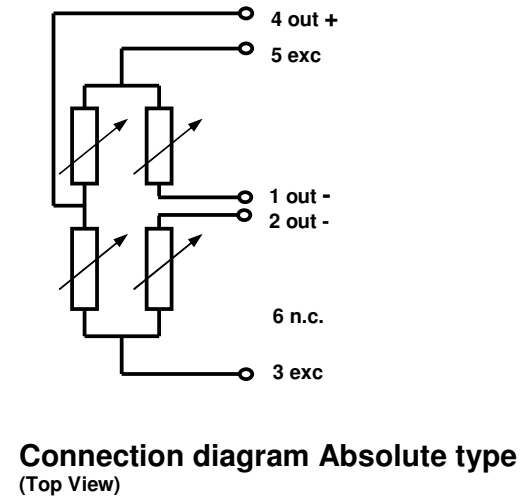 4 out +
5 exc
1 out -
2 out -
6 n.c.
3 exc
Connection diagram Absolute type
(Top View)